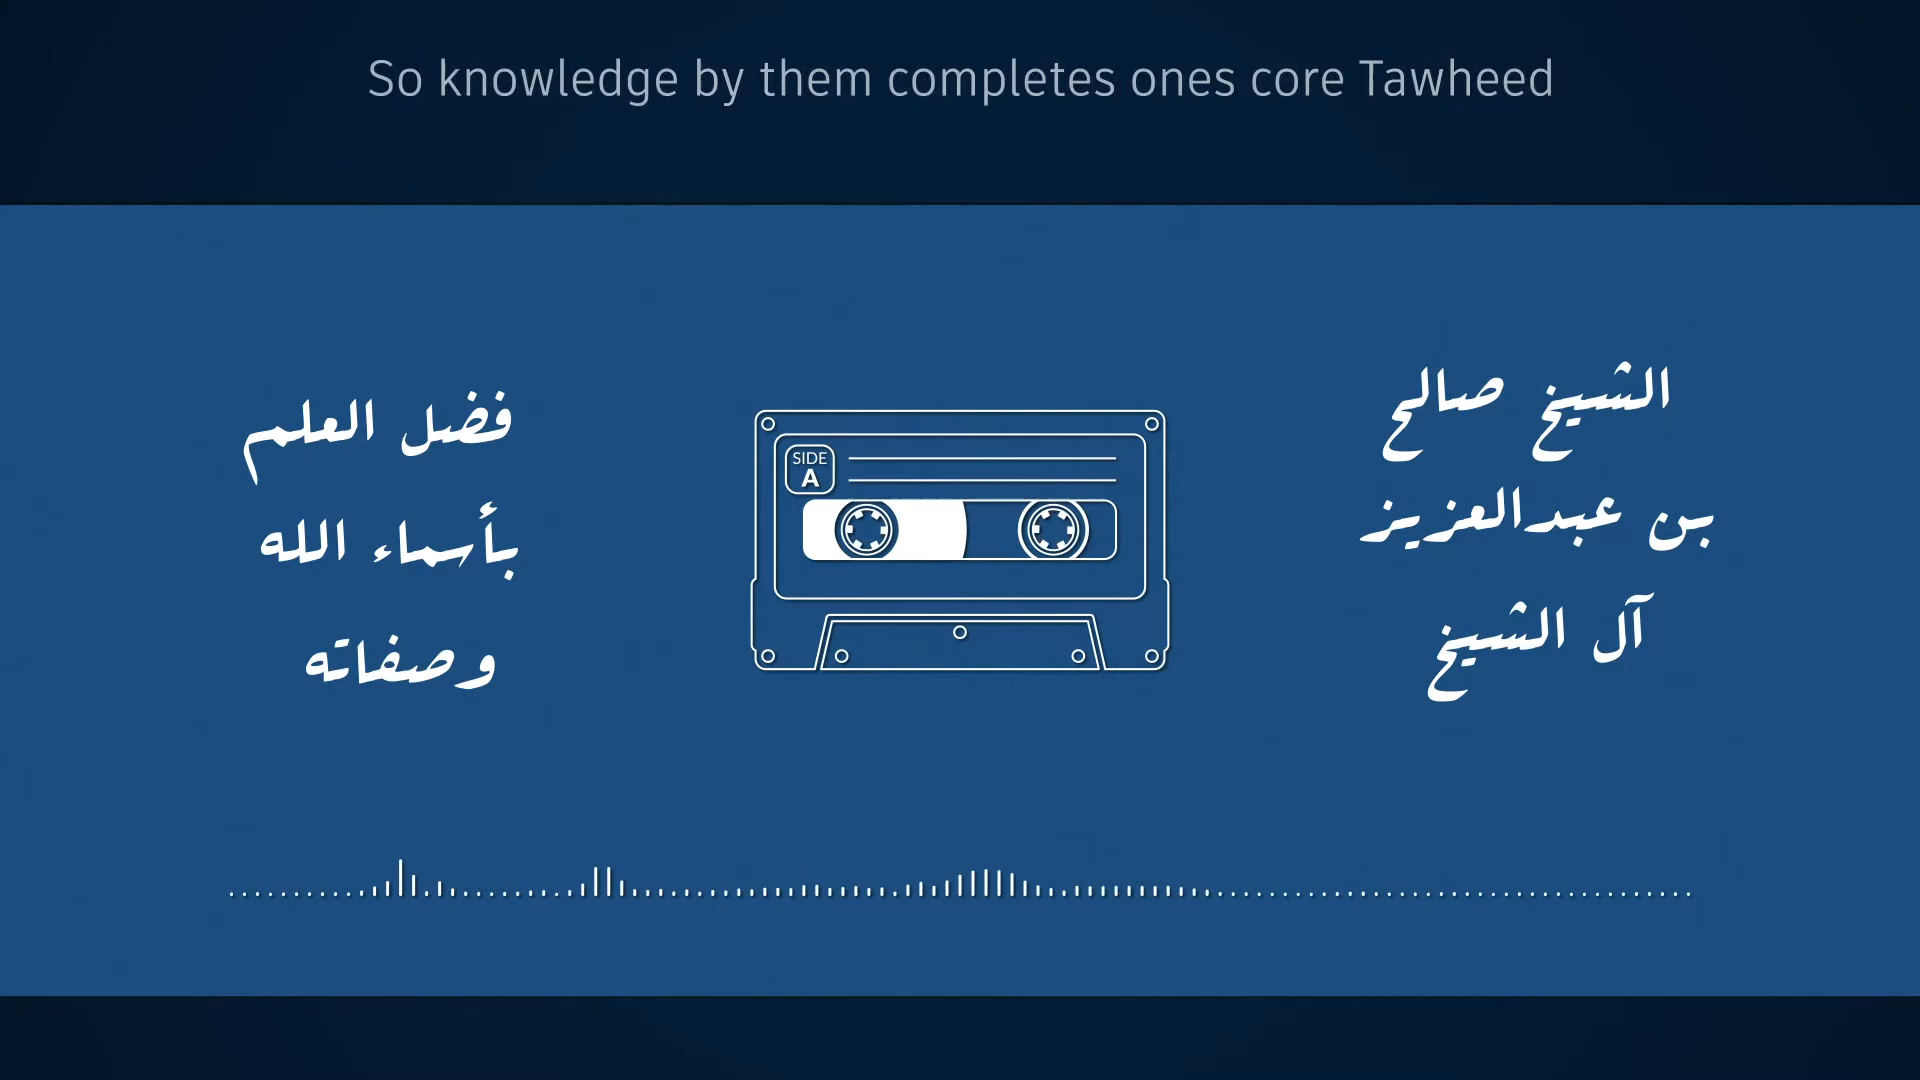 So knowledge by them completes ones core Tawheed
الشيخ صالح
بن عبدالعزيز
آل الشيخ
SIDE
A
فضل العلم
بأسماء الله
وصفاته